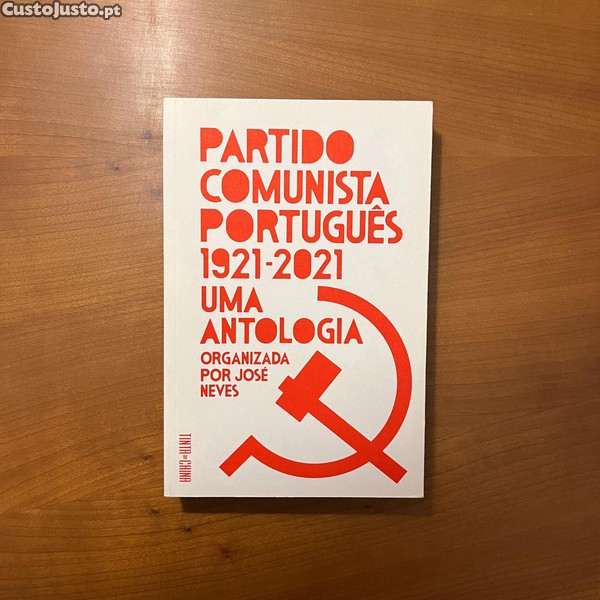 CustoJusto.pt
PARTIDO
COMUNISTA
PORTUGUÊS
1921-2021
UMA
ANTOLOGIA
ORGANIZADA
POR JOSÉ
NEVES
TINTA DA CHINA